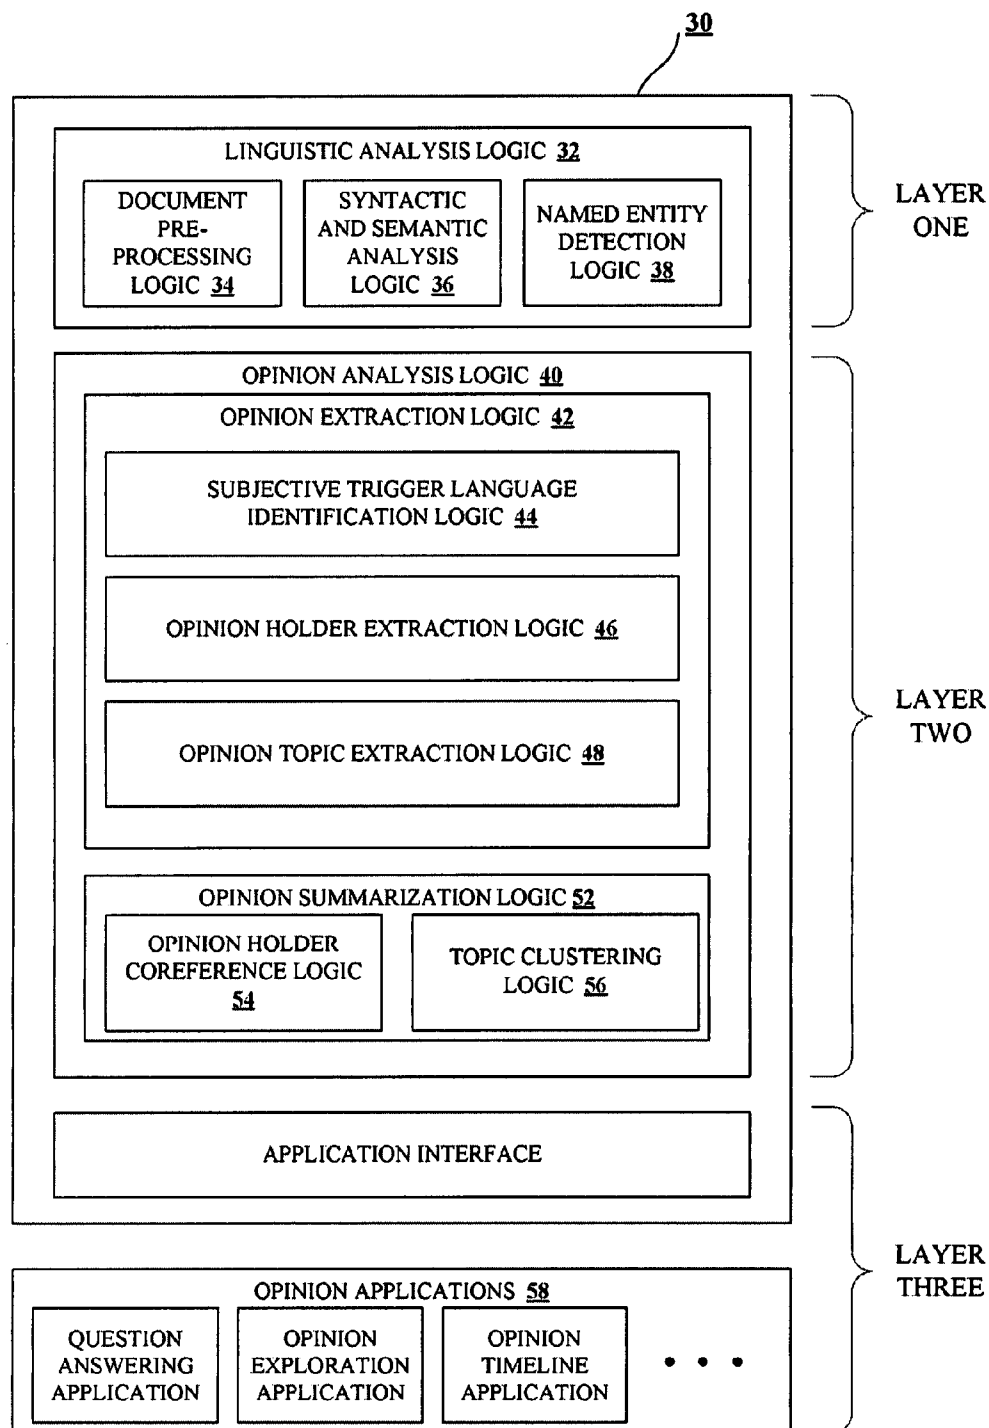 30
LINGUISTIC ANALYSIS LOGIC 32
DOCUMENT
PRE-
PROCESSING
LOGIC 34
SYNTACTIC
AND SEMANTIC
ANALYSIS
LOGIC 36
NAMED ENTITY
DETECTION
LOGIC 38
LAYER
ONE
OPINION ANALYSIS LOGIC 40
OPINION EXTRACTION LOGIC 42
SUBJECTIVE TRIGGER LANGUAGE
IDENTIFICATION LOGIC 44
OPINION HOLDER EXTRACTION LOGIC 46
OPINION TOPIC EXTRACTION LOGIC 48
OPINION SUMMARIZATION LOGIC 52
OPINION HOLDER
COREFERENCE LOGIC
54
TOPIC CLUSTERING
LOGIC 56
LAYER
TWO
APPLICATION INTERFACE
OPINION APPLICATIONS 58
QUESTION
ANSWERING
APPLICATION
OPINION
EXPLORATION
APPLICATION
OPINION
TIMELINE
APPLICATION
• • •
LAYER
THREE